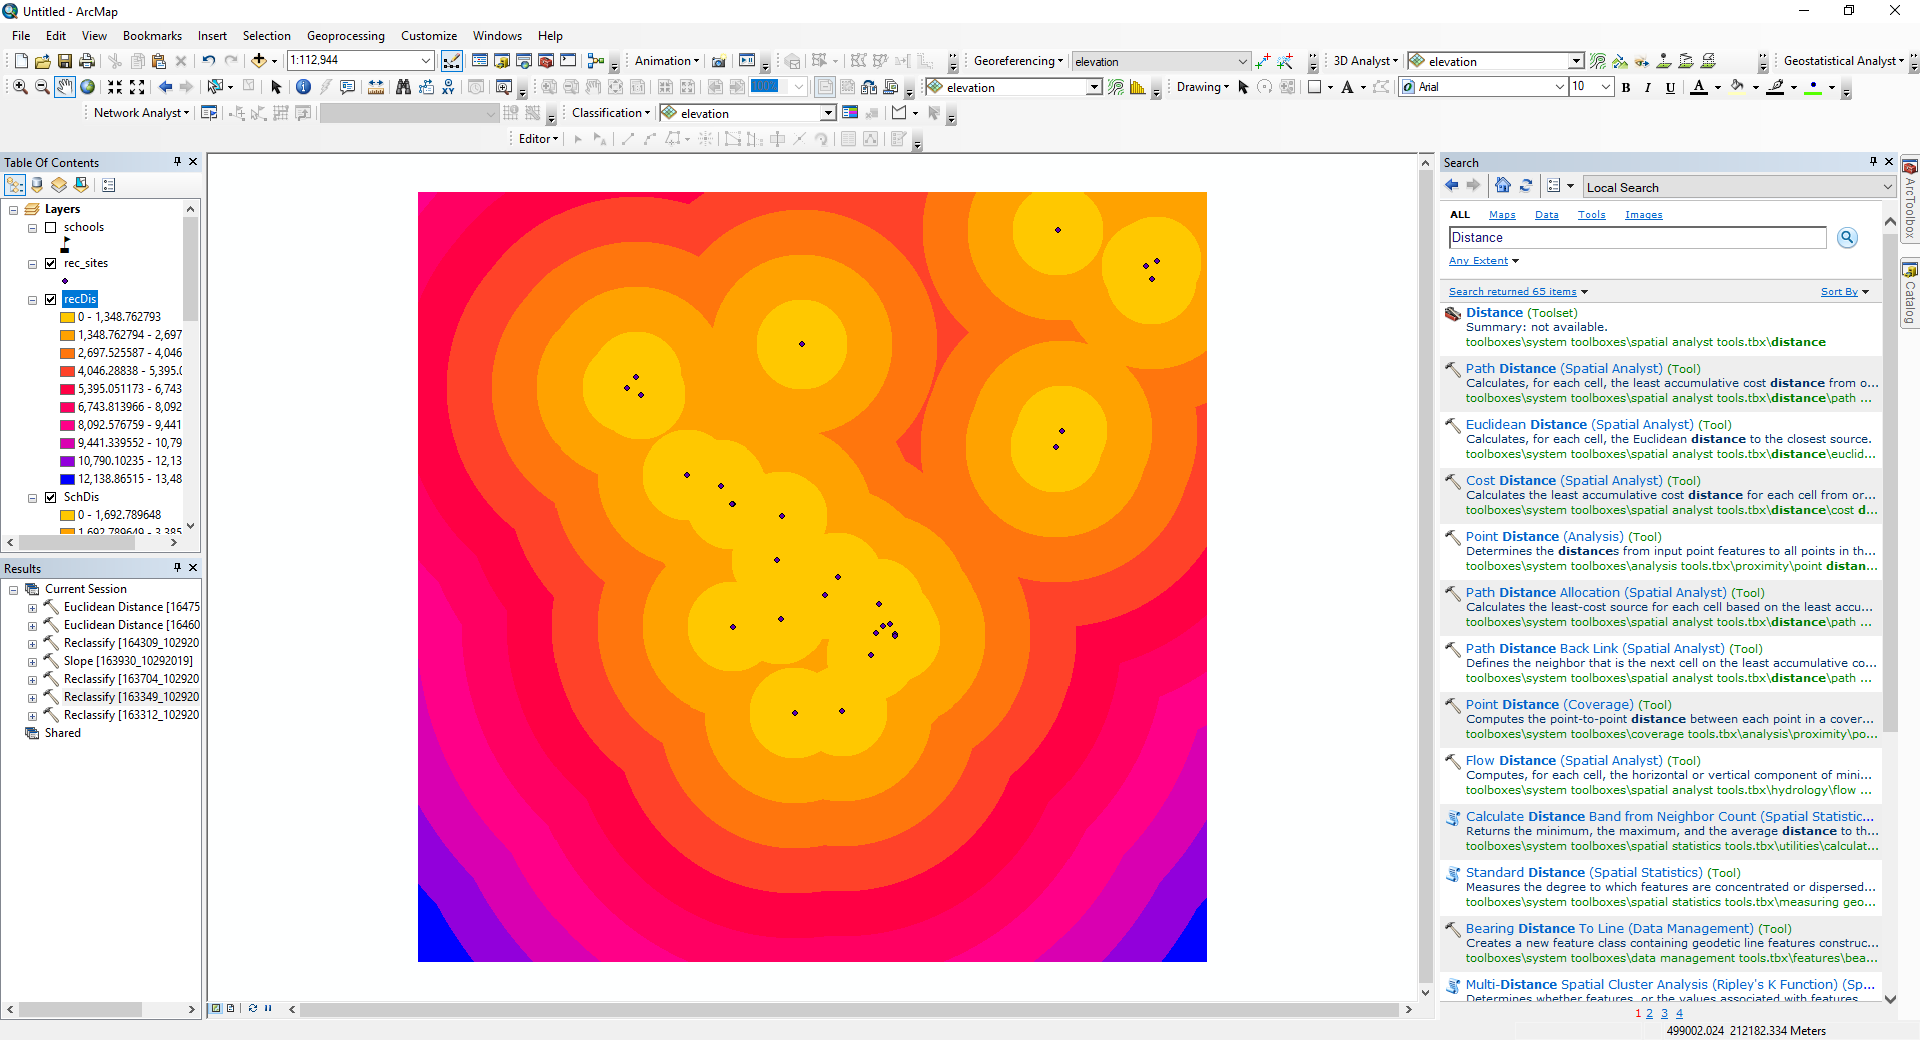 Untitled - ArcMap
File Edit View Bookmarks Insert Selection Geoprocessing Customize Windows Help
1:112,944 Animation Georeferencing elevation 3D Analyst elevation Geostatistical Analyst
100% elevation Drawing A Arial 10 B I U A
Network Analyst Classification elevation
Editor
Table Of Contents
Layers
schools
rec_sites
recDis
0 - 1,348.762793
1,348.762794 - 2,697
2,697.525587 - 4,046
4,046.28838 - 5,395.0
5,395.051173 - 6,743
6,743.813966 - 8,092
8,092.576759 - 9,441
9,441.339552 - 10,79
10,790.10235 - 12,13
12,138.86515 - 13,48
SchDis
0 - 1,692.789648
1,692.789649 - 3,385
Results
Current Session
Euclidean Distance [16475
Euclidean Distance [16460
Reclassify [164309_102920
Slope [163930_10292019]
Reclassify [163704_102920
Reclassify [163349_102920
Reclassify [163312_102920
Shared
Search
Local Search
ALL Maps Data Tools Images
Distance
Any Extent
Search returned 65 items Sort By
Distance (Toolset)
Summary: not available.
toolboxes\system toolboxes\spatial analyst tools.tbx\distance
Path Distance (Spatial Analyst) (Tool)
Calculates, for each cell, the least accumulative cost distance from o...
toolboxes\system toolboxes\spatial analyst tools.tbx\distance\path ...
Euclidean Distance (Spatial Analyst) (Tool)
Calculates, for each cell, the Euclidean distance to the closest source.
toolboxes\system toolboxes\spatial analyst tools.tbx\distance\euclid...
Cost Distance (Spatial Analyst) (Tool)
Calculates the least accumulative cost distance for each cell from or...
toolboxes\system toolboxes\spatial analyst tools.tbx\distance\cost d...
Point Distance (Analysis) (Tool)
Determines the distances from input point features to all points in th...
toolboxes\system toolboxes\analysis tools.tbx\proximity\point distan...
Path Distance Allocation (Spatial Analyst) (Tool)
Calculates the least-cost source for each cell based on the least accu...
toolboxes\system toolboxes\spatial analyst tools.tbx\distance\path ...
Path Distance Back Link (Spatial Analyst) (Tool)
Defines the neighbor that is the next cell on the least accumulative co...
toolboxes\system toolboxes\spatial analyst tools.tbx\distance\path ...
Point Distance (Coverage) (Tool)
Computes the point-to-point distance between each point in a cover...
toolboxes\system toolboxes\coverage tools.tbx\analysis\proximity\po...
Flow Distance (Spatial Analyst) (Tool)
Computes, for each cell, the horizontal or vertical component of mini...
toolboxes\system toolboxes\spatial analyst tools.tbx\hydrology\flow ...
Calculate Distance Band from Neighbor Count (Spatial Statistic...
Returns the minimum, the maximum, and the average distance to th...
toolboxes\system toolboxes\spatial statistics tools.tbx\utilities\calculat...
Standard Distance (Spatial Statistics) (Tool)
Measures the degree to which features are concentrated or dispersed...
toolboxes\system toolboxes\spatial statistics tools.tbx\measuring geo...
Bearing Distance To Line (Data Management) (Tool)
Creates a new feature class containing geodetic line features construc...
toolboxes\system toolboxes\data management tools.tbx\features\bea...
Multi-Distance Spatial Cluster Analysis (Ripley's K Function) (Sp...
Determines whether features, or the values associated with features
1 2 3 4
ArcToolbox
Catalog
499002.024 212182.334 Meters